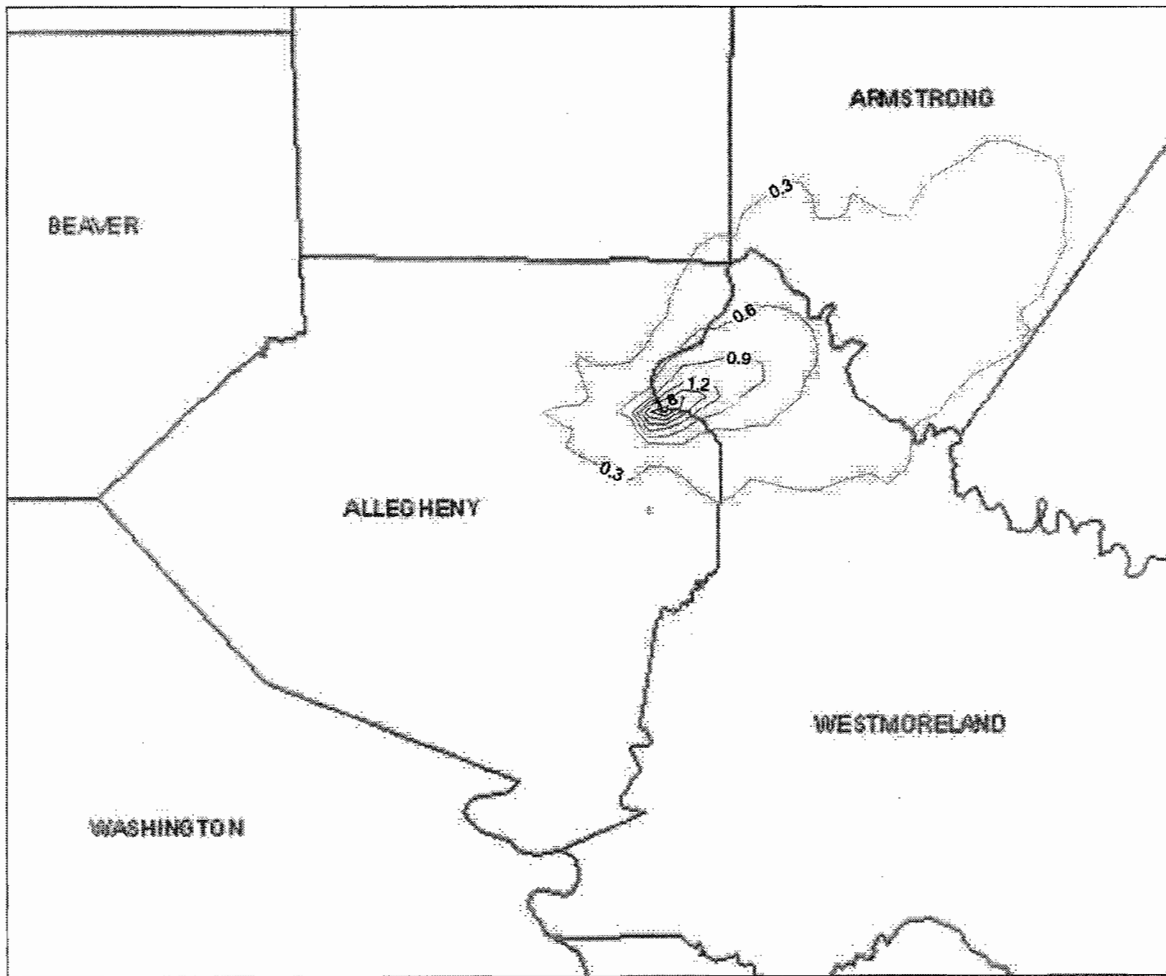 ARMSTRONG
0.3
BEAVER
0.6
0.9
1.2
0.3
ALLEGHENY
WESTMORELAND
WASHINGTON